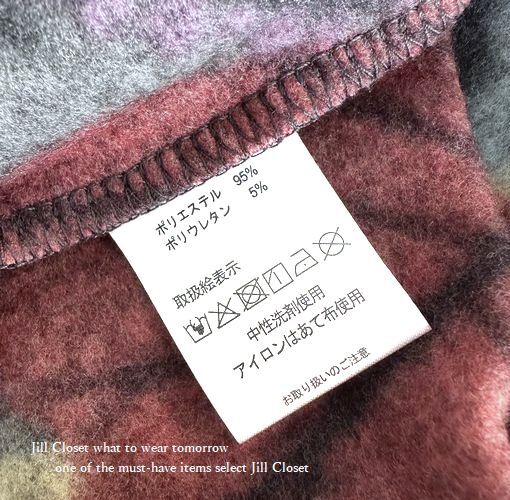 ポリエステル 95%
ポリウレタン 5%
取扱絵表示
中性洗剤使用
アイロンはあて布使用
お取り扱いのご注意
Jill Closet what to wear tomorrow
one of the must-have items select Jill Closet